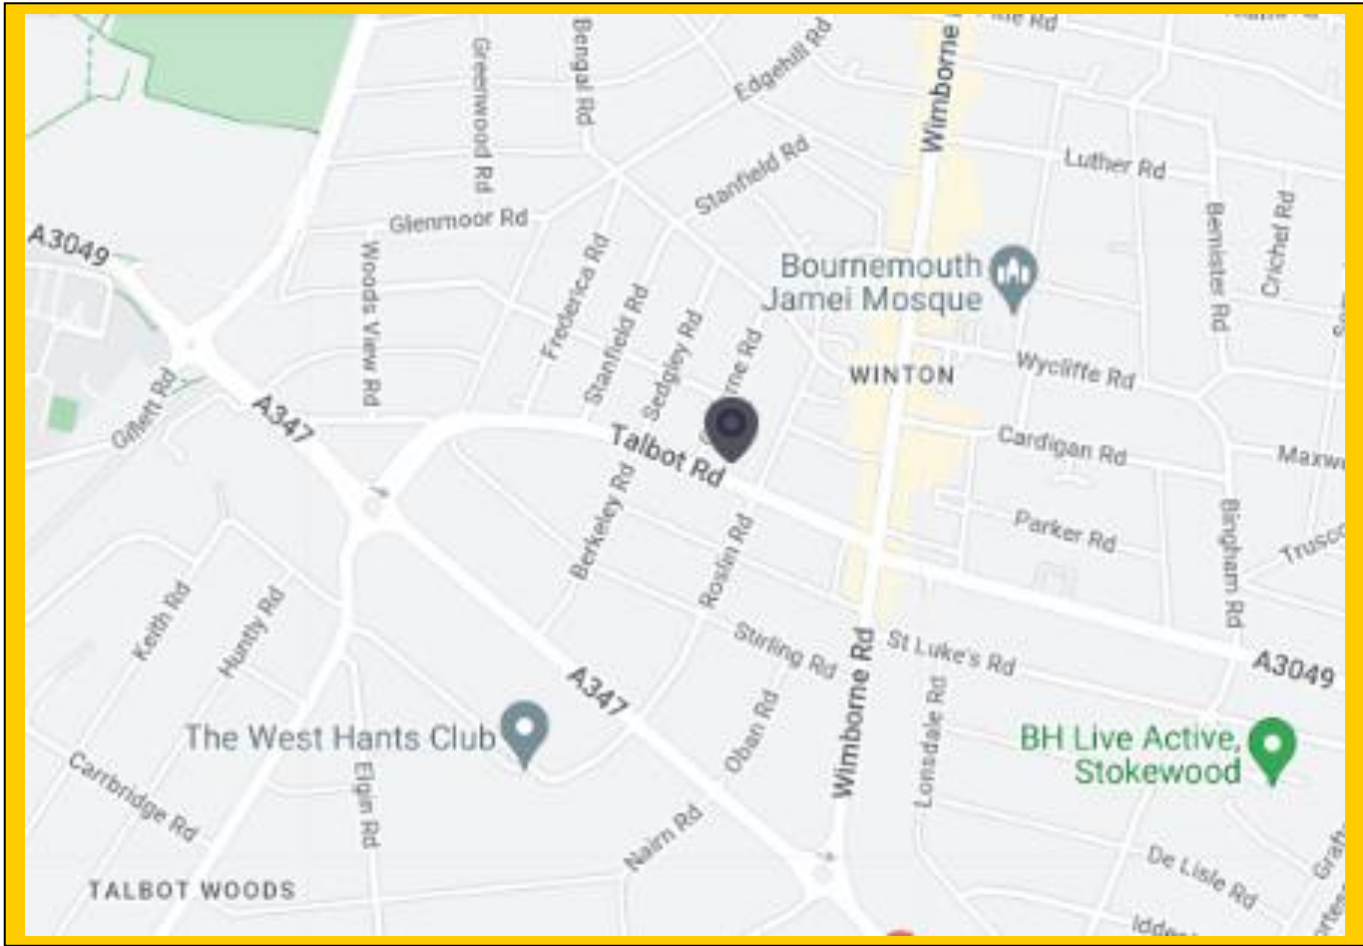 Bengal Rd
Greenwood Rd
Edgehill Rd
Wimborne
Rd
Luther Rd
Stanfield Rd
Glenmoor Rd
A3049
Woods View Rd
Frederica Rd
Bemister Rd
Crichel Rd
Bournemouth
Jamei Mosque
Stanfield Rd
Sedgley Rd
Rd
WINTON
Wycliffe Rd
Gillett Rd
A347
Talbot Rd
Cardigan Rd
Berkeley Rd
Roslin Rd
Parker Rd
Bingham Rd
Keith Rd
Huntly Rd
Stirling Rd
St Luke's Rd
A3049
A347
Wimborne Rd
The West Hants Club
Oban Rd
Lonsdale Rd
BH Live Active,
Stokewood
Carrbridge Rd
Elgin Rd
Nairn Rd
De Lisle Rd
TALBOT WOODS